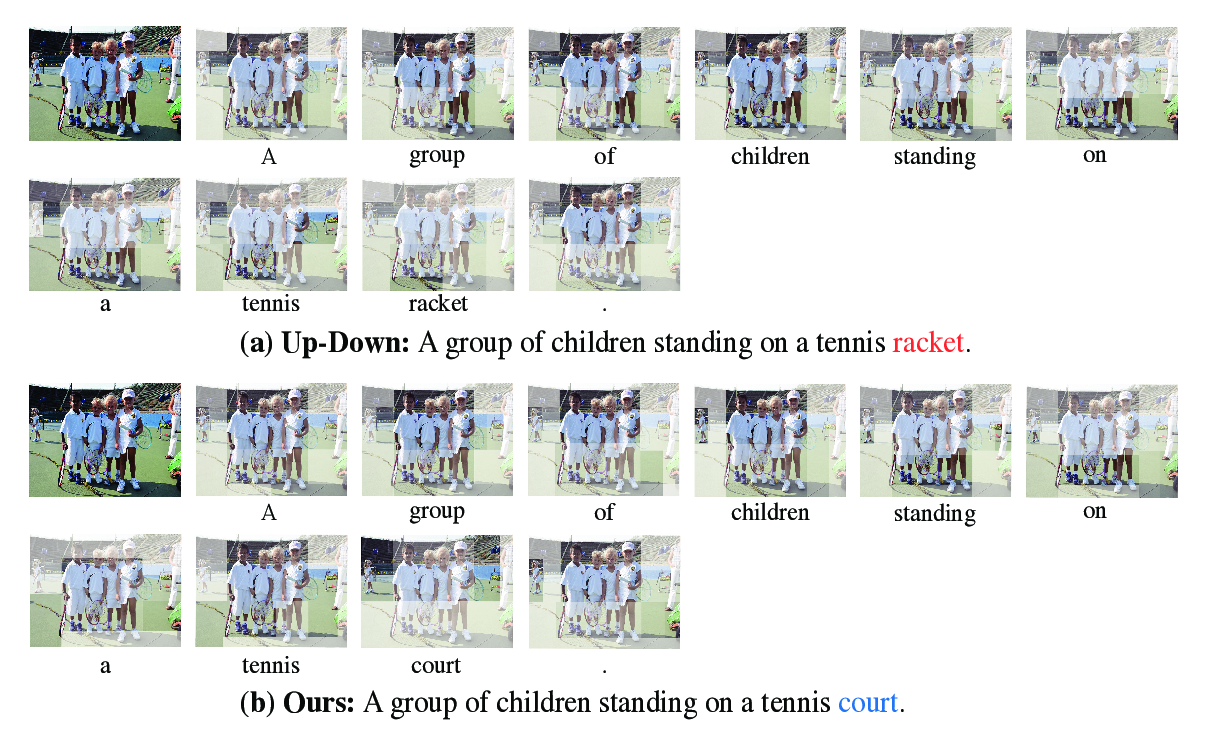 A group of children standing on
a tennis racket .
(a) Up-Down: A group of children standing on a tennis racket.
A group of children standing on
a tennis court .
(b) Ours: A group of children standing on a tennis court.